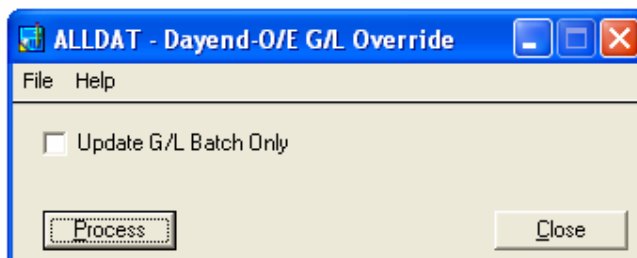 ALLDAT - Dayend-O/E G/L Override
File Help
Update G/L Batch Only
Process Close